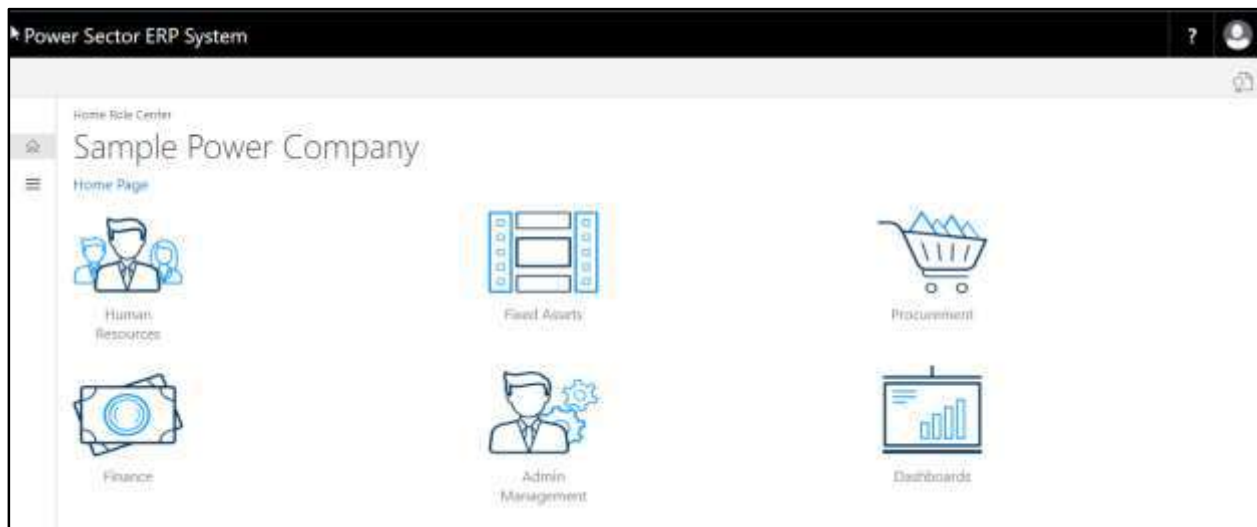 Power Sector ERP System
?
Home Role Center
Sample Power Company
Home Page
Human
Resources
Fixed Assets
Procurement
Finance
Admin
Management
Dashboards